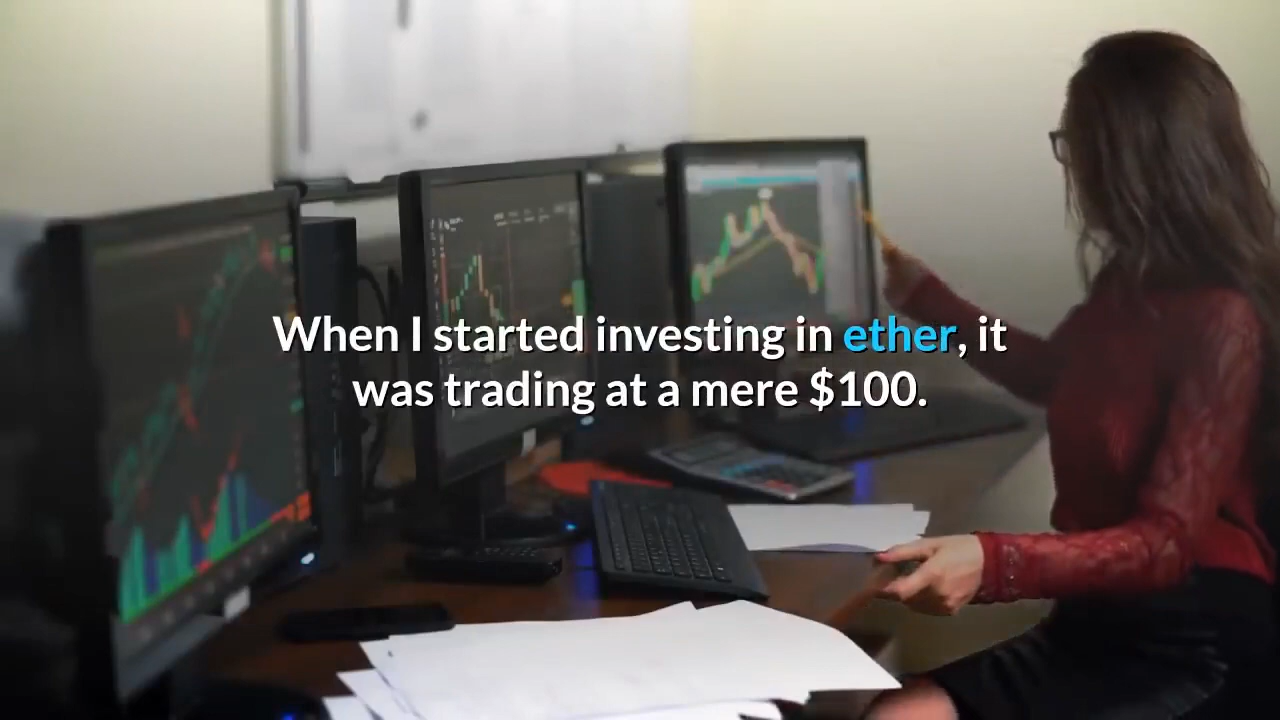 When I started investing in ether, it
was trading at a mere $100.